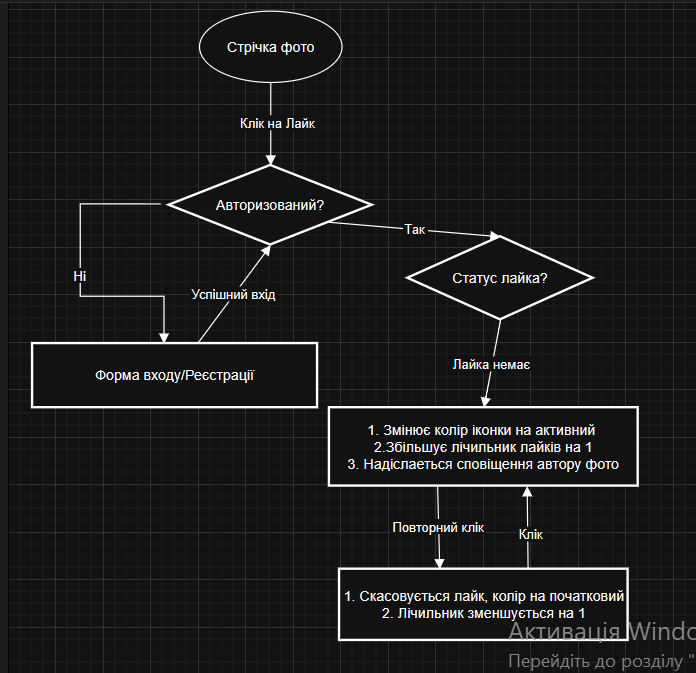 Стрічка фото
Клік на Лайк
Авторизований?
Так
Статус лайка?
Ні
Успішний вхід
Форма входу/Реєстрації
Лайка немає
1. Змінює колір іконки на активний
2.Збільшує лічильник лайків на 1
3. Надіслається сповіщення автору фото
Повторний клік
Клік
1. Скасовується лайк, колір на початковий
2. Лічильник зменшується на 1
Активація Windo
Перейдіть до розділу "